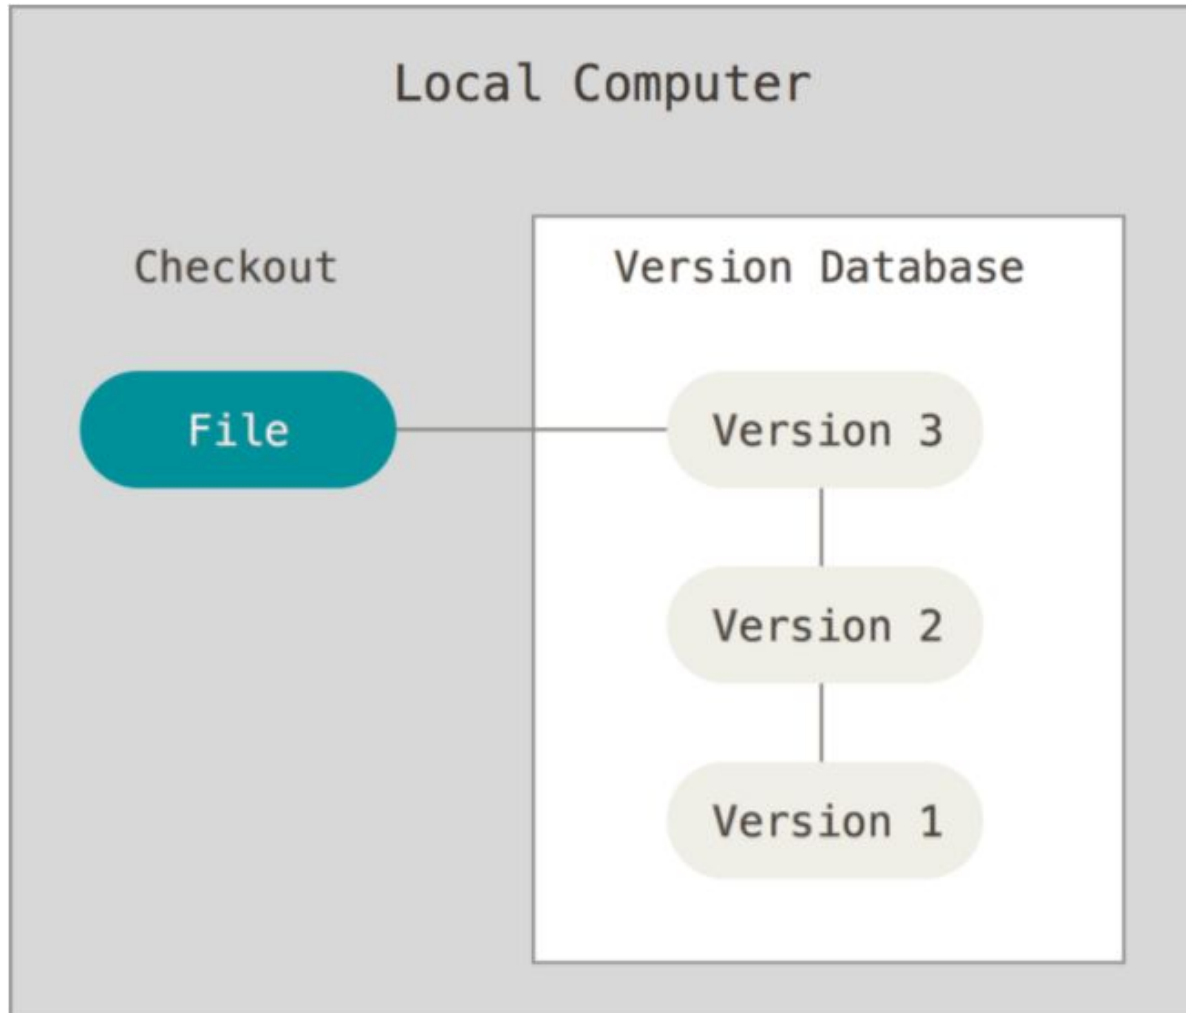 Local Computer
Checkout
Version Database
File
Version 3
Version 2
Version 1